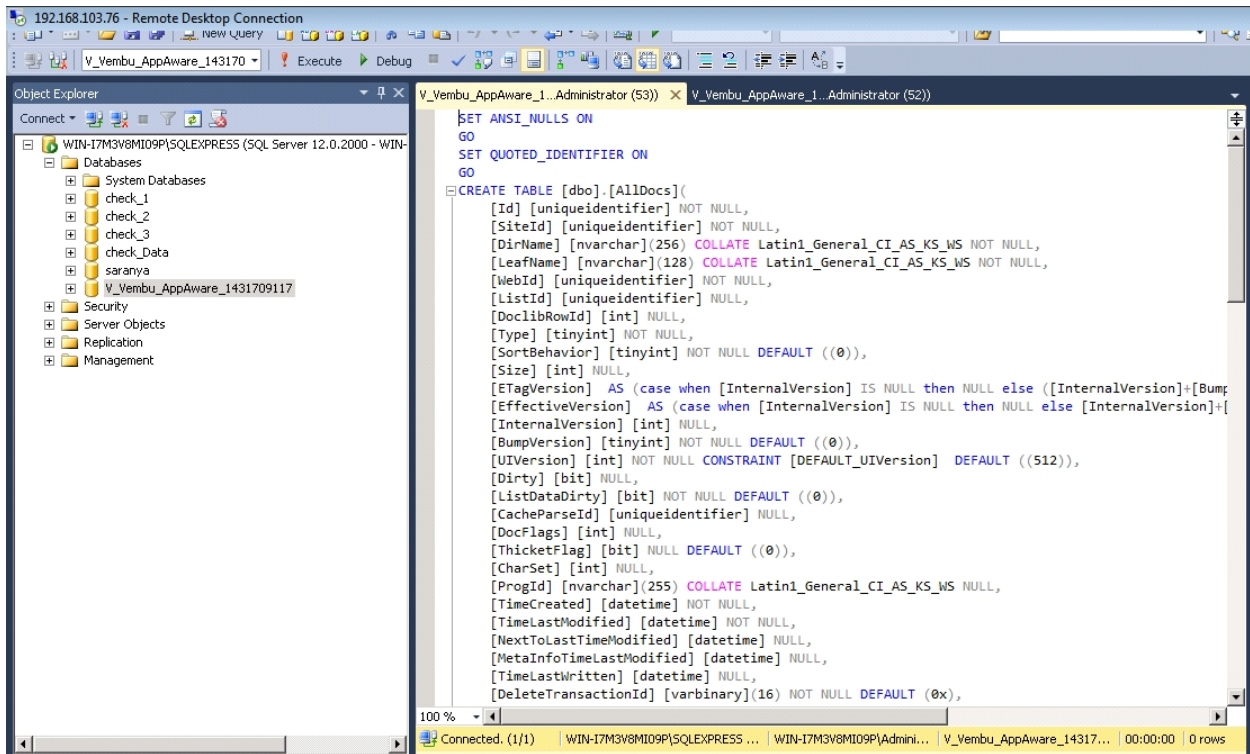 192.168.103.76 - Remote Desktop Connection
New Query
V_Vembu_AppAware_143170
Execute
Debug
Object Explorer
Connect
WIN-I7M3V8MI09P\SQLEXPRESS (SQL Server 12.0.2000 - WIN-
Databases
System Databases
check_1
check_2
check_3
check_Data
saranya
V_Vembu_AppAware_1431709117
Security
Server Objects
Replication
Management
V_Vembu_AppAware_1...Administrator (53))
V_Vembu_AppAware_1...Administrator (52))
SET ANSI_NULLS ON
GO
SET QUOTED_IDENTIFIER ON
GO
CREATE TABLE [dbo].[AllDocs](
[Id] [uniqueidentifier] NOT NULL,
[SiteId] [uniqueidentifier] NOT NULL,
[DirName] [nvarchar](256) COLLATE Latin1_General_CI_AS_KS_WS NOT NULL,
[LeafName] [nvarchar](128) COLLATE Latin1_General_CI_AS_KS_WS NOT NULL,
[WebId] [uniqueidentifier] NOT NULL,
[ListId] [uniqueidentifier] NULL,
[DoclibRowId] [int] NULL,
[Type] [tinyint] NOT NULL,
[SortBehavior] [tinyint] NOT NULL DEFAULT ((0)),
[Size] [int] NULL,
[ETagVersion]  AS (case when [InternalVersion] IS NULL then NULL else ([InternalVersion]+[Bump
[EffectiveVersion]  AS (case when [InternalVersion] IS NULL then NULL else [InternalVersion]+[
[InternalVersion] [int] NULL,
[BumpVersion] [tinyint] NOT NULL DEFAULT ((0)),
[UIVersion] [int] NOT NULL CONSTRAINT [DEFAULT_UIVersion]  DEFAULT ((512)),
[Dirty] [bit] NULL,
[ListDataDirty] [bit] NOT NULL DEFAULT ((0)),
[CacheParseId] [uniqueidentifier] NULL,
[DocFlags] [int] NULL,
[ThicketFlag] [bit] NULL DEFAULT ((0)),
[CharSet] [int] NULL,
[ProgId] [nvarchar](255) COLLATE Latin1_General_CI_AS_KS_WS NULL,
[TimeCreated] [datetime] NOT NULL,
[TimeLastModified] [datetime] NOT NULL,
[NextToLastTimeModified] [datetime] NULL,
[MetaInfoTimeLastModified] [datetime] NULL,
[TimeLastWritten] [datetime] NULL,
[DeleteTransactionId] [varbinary](16) NOT NULL DEFAULT (0x),
100 %
Connected. (1/1)
WIN-I7M3V8MI09P\SQLEXPRESS ...
WIN-I7M3V8MI09P\Admini...
V_Vembu_AppAware_14317...
00:00:00
0 rows